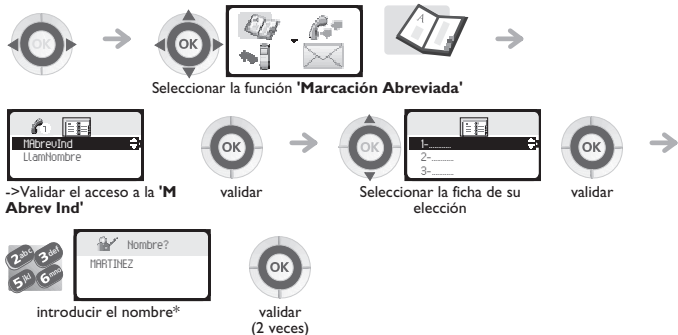 OK
OK
Seleccionar la función 'Marcación Abreviada'
1
MAbrevInd
LlamNombre
OK
OK
1-..........
2-..........
3-..........
OK
->Validar el acceso a la 'M
Abrev Ind'
validar
Seleccionar la ficha de su
elección
validar
2abc 3def
5jkl 6mno
Nombre?
MARTINEZ
OK
introducir el nombre*
validar
(2 veces)